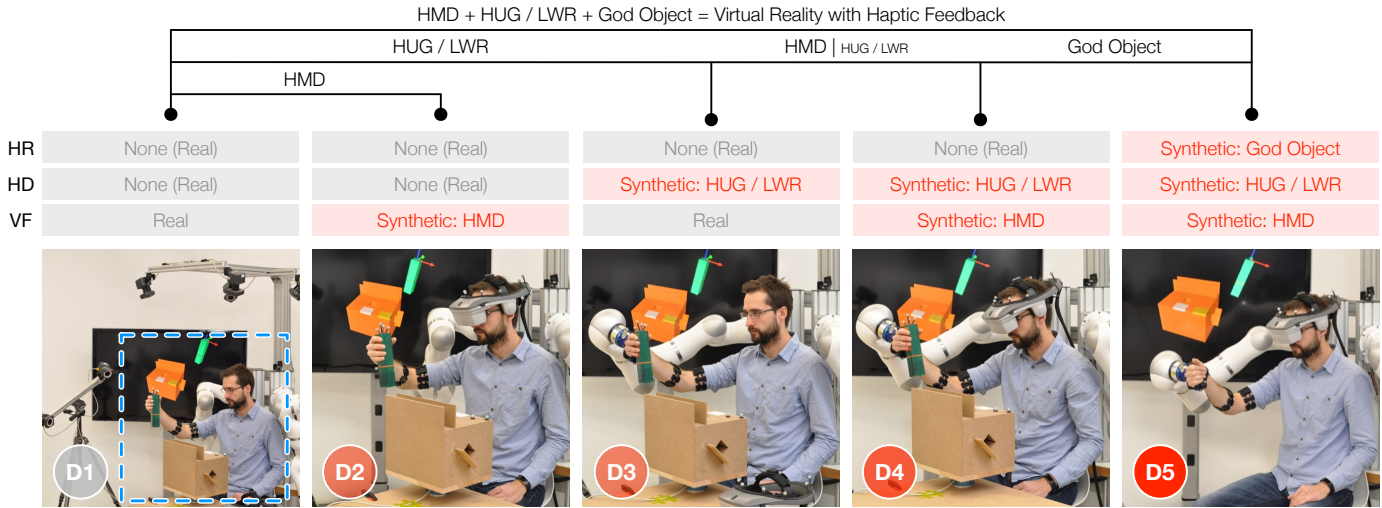 HMD + HUG / LWR + God Object = Virtual Reality with Haptic Feedback
HUG / LWR HMD | HUG / LWR God Object
HMD
HR None (Real) None (Real) None (Real) None (Real) Synthetic: God Object
HD None (Real) None (Real) Synthetic: HUG / LWR Synthetic: HUG / LWR Synthetic: HUG / LWR
VF Real Synthetic: HMD Real Synthetic: HMD Synthetic: HMD
D1 D2 D3 D4 D5